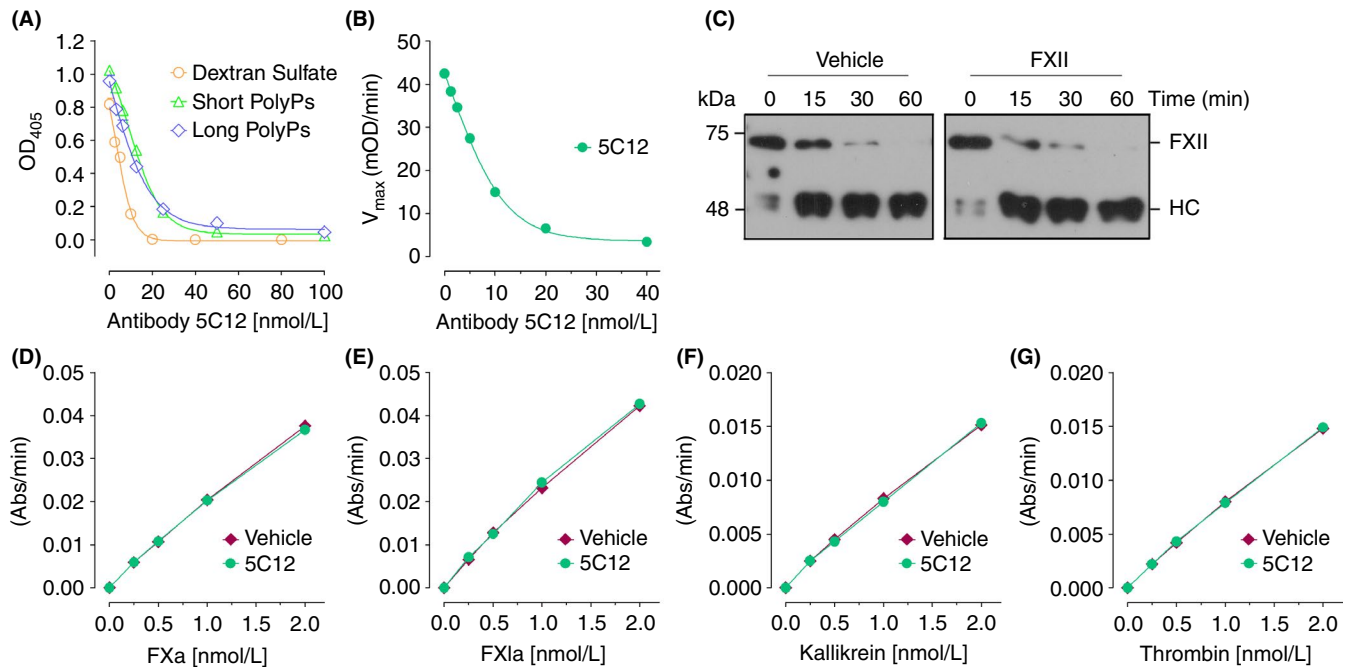 (A)
1.2
1.0
0.8
0.6
0.4
0.2
0.0
OD405
Dextran Sulfate
Short PolyPs
Long PolyPs
0 20 40 60 80 100
Antibody 5C12 [nmol/L]
(B)
50
40
30
20
10
0
Vmax (mOD/min)
5C12
0 10 20 30 40
Antibody 5C12 [nmol/L]
(C)
Vehicle FXII
kDa 0 15 30 60 0 15 30 60 Time (min)
75 FXII
48 HC
(D)
0.05
0.04
0.03
0.02
0.01
0.00
(Abs/min)
Vehicle
5C12
0.0 0.5 1.0 1.5 2.0
FXa [nmol/L]
(E)
0.05
0.04
0.03
0.02
0.01
0.00
(Abs/min)
Vehicle
5C12
0.0 0.5 1.0 1.5 2.0
FXIa [nmol/L]
(F)
0.020
0.015
0.010
0.005
0.000
(Abs/min)
Vehicle
5C12
0.0 0.5 1.0 1.5 2.0
Kallikrein [nmol/L]
(G)
0.020
0.015
0.010
0.005
0.000
(Abs/min)
Vehicle
5C12
0.0 0.5 1.0 1.5 2.0
Thrombin [nmol/L]